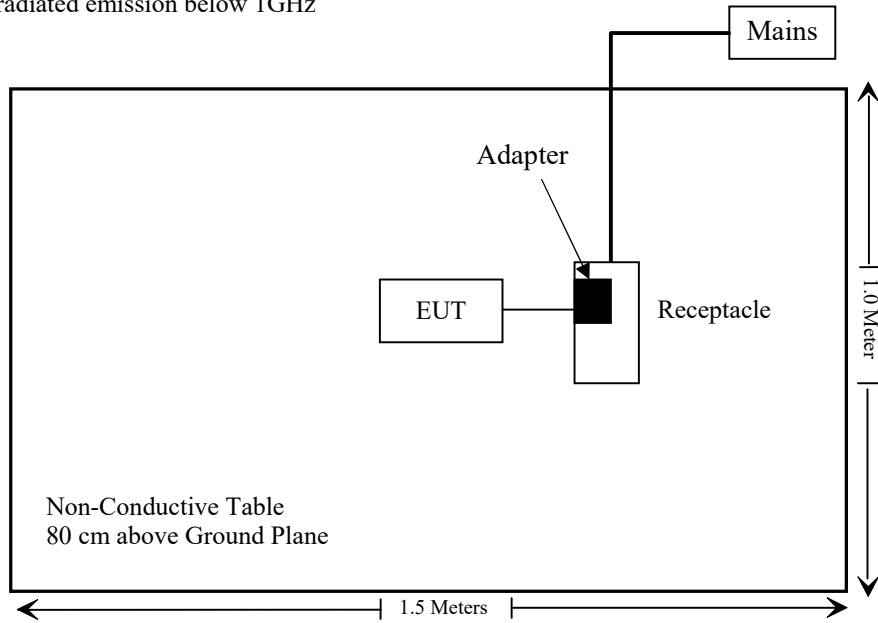 radiated emission below 1GHz
Mains
Adapter
EUT
Receptacle
1.0 Meter
Non-Conductive Table
80 cm above Ground Plane
1.5 Meters